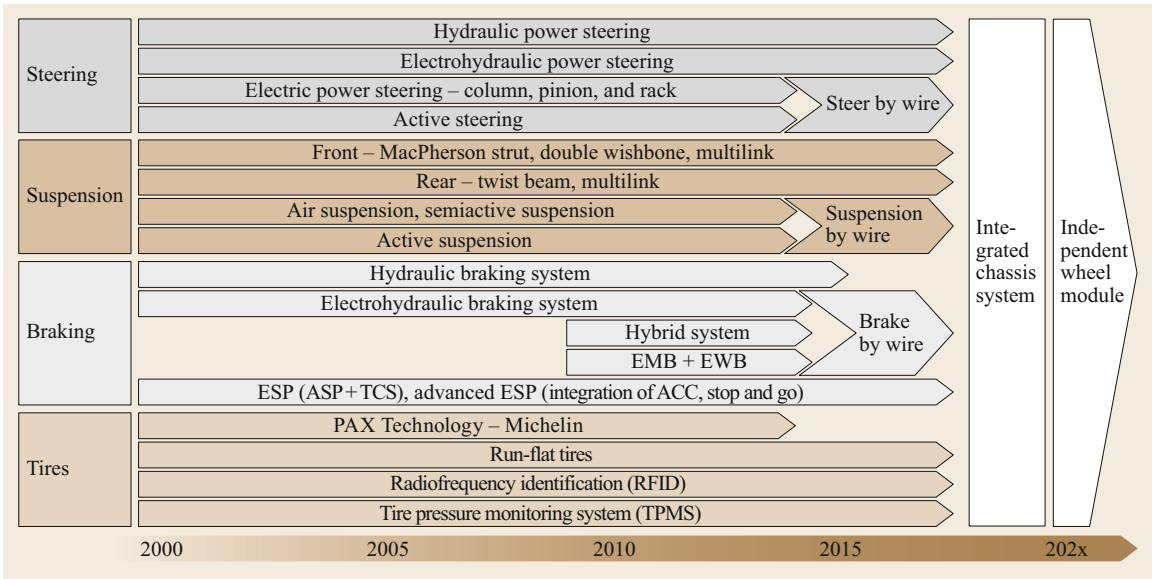 Steering
Hydraulic power steering
Electrohydraulic power steering
Electric power steering – column, pinion, and rack
Active steering
Steer by wire
Suspension
Front – MacPherson strut, double wishbone, multilink
Rear – twist beam, multilink
Air suspension, semiactive suspension
Active suspension
Suspension
by wire
Braking
Hydraulic braking system
Electrohydraulic braking system
Hybrid system
EMB + EWB
Brake
by wire
ESP (ASP + TCS), advanced ESP (integration of ACC, stop and go)
Tires
PAX Technology – Michelin
Run-flat tires
Radiofrequency identification (RFID)
Tire pressure monitoring system (TPMS)
Inte-
grated
chassis
system
Inde-
pendent
wheel
module
2000 2005 2010 2015 202x